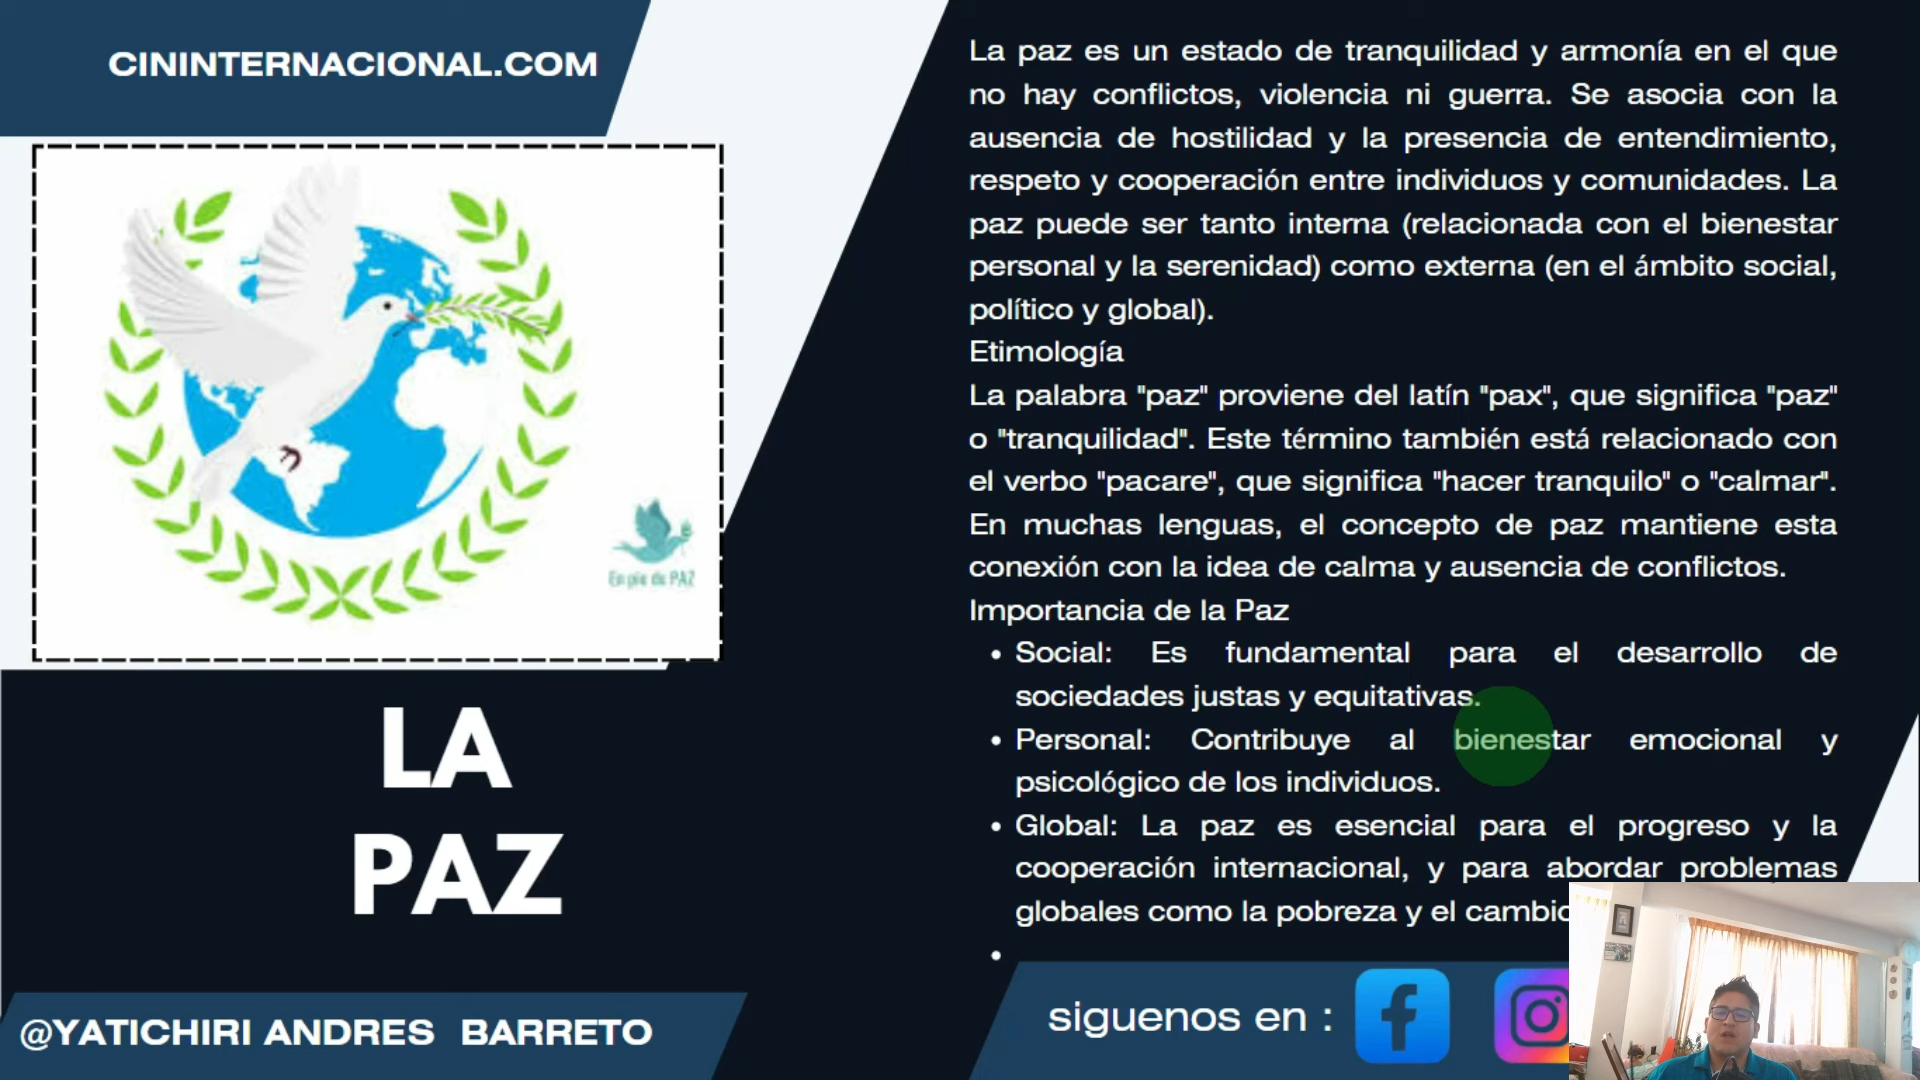 CININTERNACIONAL.COM
En pie de PAZ
LA
PAZ
@YATICHIRI ANDRES BARRETO
La paz es un estado de tranquilidad y armonía en el que
no hay conflictos, violencia ni guerra. Se asocia con la
ausencia de hostilidad y la presencia de entendimiento,
respeto y cooperación entre individuos y comunidades. La
paz puede ser tanto interna (relacionada con el bienestar
personal y la serenidad) como externa (en el ámbito social,
político y global).
Etimología
La palabra "paz" proviene del latín "pax", que significa "paz"
o "tranquilidad". Este término también está relacionado con
el verbo "pacare", que significa "hacer tranquilo" o "calmar".
En muchas lenguas, el concepto de paz mantiene esta
conexión con la idea de calma y ausencia de conflictos.
Importancia de la Paz
• Social: Es fundamental para el desarrollo de
sociedades justas y equitativas.
• Personal: Contribuye al bienestar emocional y
psicológico de los individuos.
• Global: La paz es esencial para el progreso y la
cooperación internacional, y para abordar problemas
globales como la pobreza y el cambio
•
siguenos en :